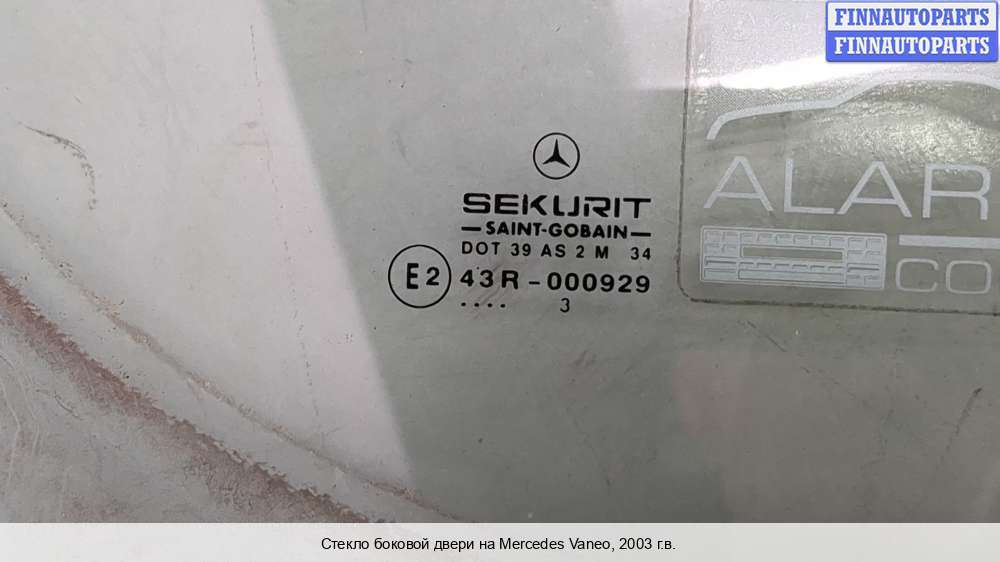 FINNAUTOPARTS
FINNAUTOPARTS
SEKURIT
SAINT-GOBAIN
DOT 39 AS 2 M 34
E2 43R - 000929
.... 3
ALAR
CO
Стекло боковой двери на Mercedes Vaneo, 2003 г.в.